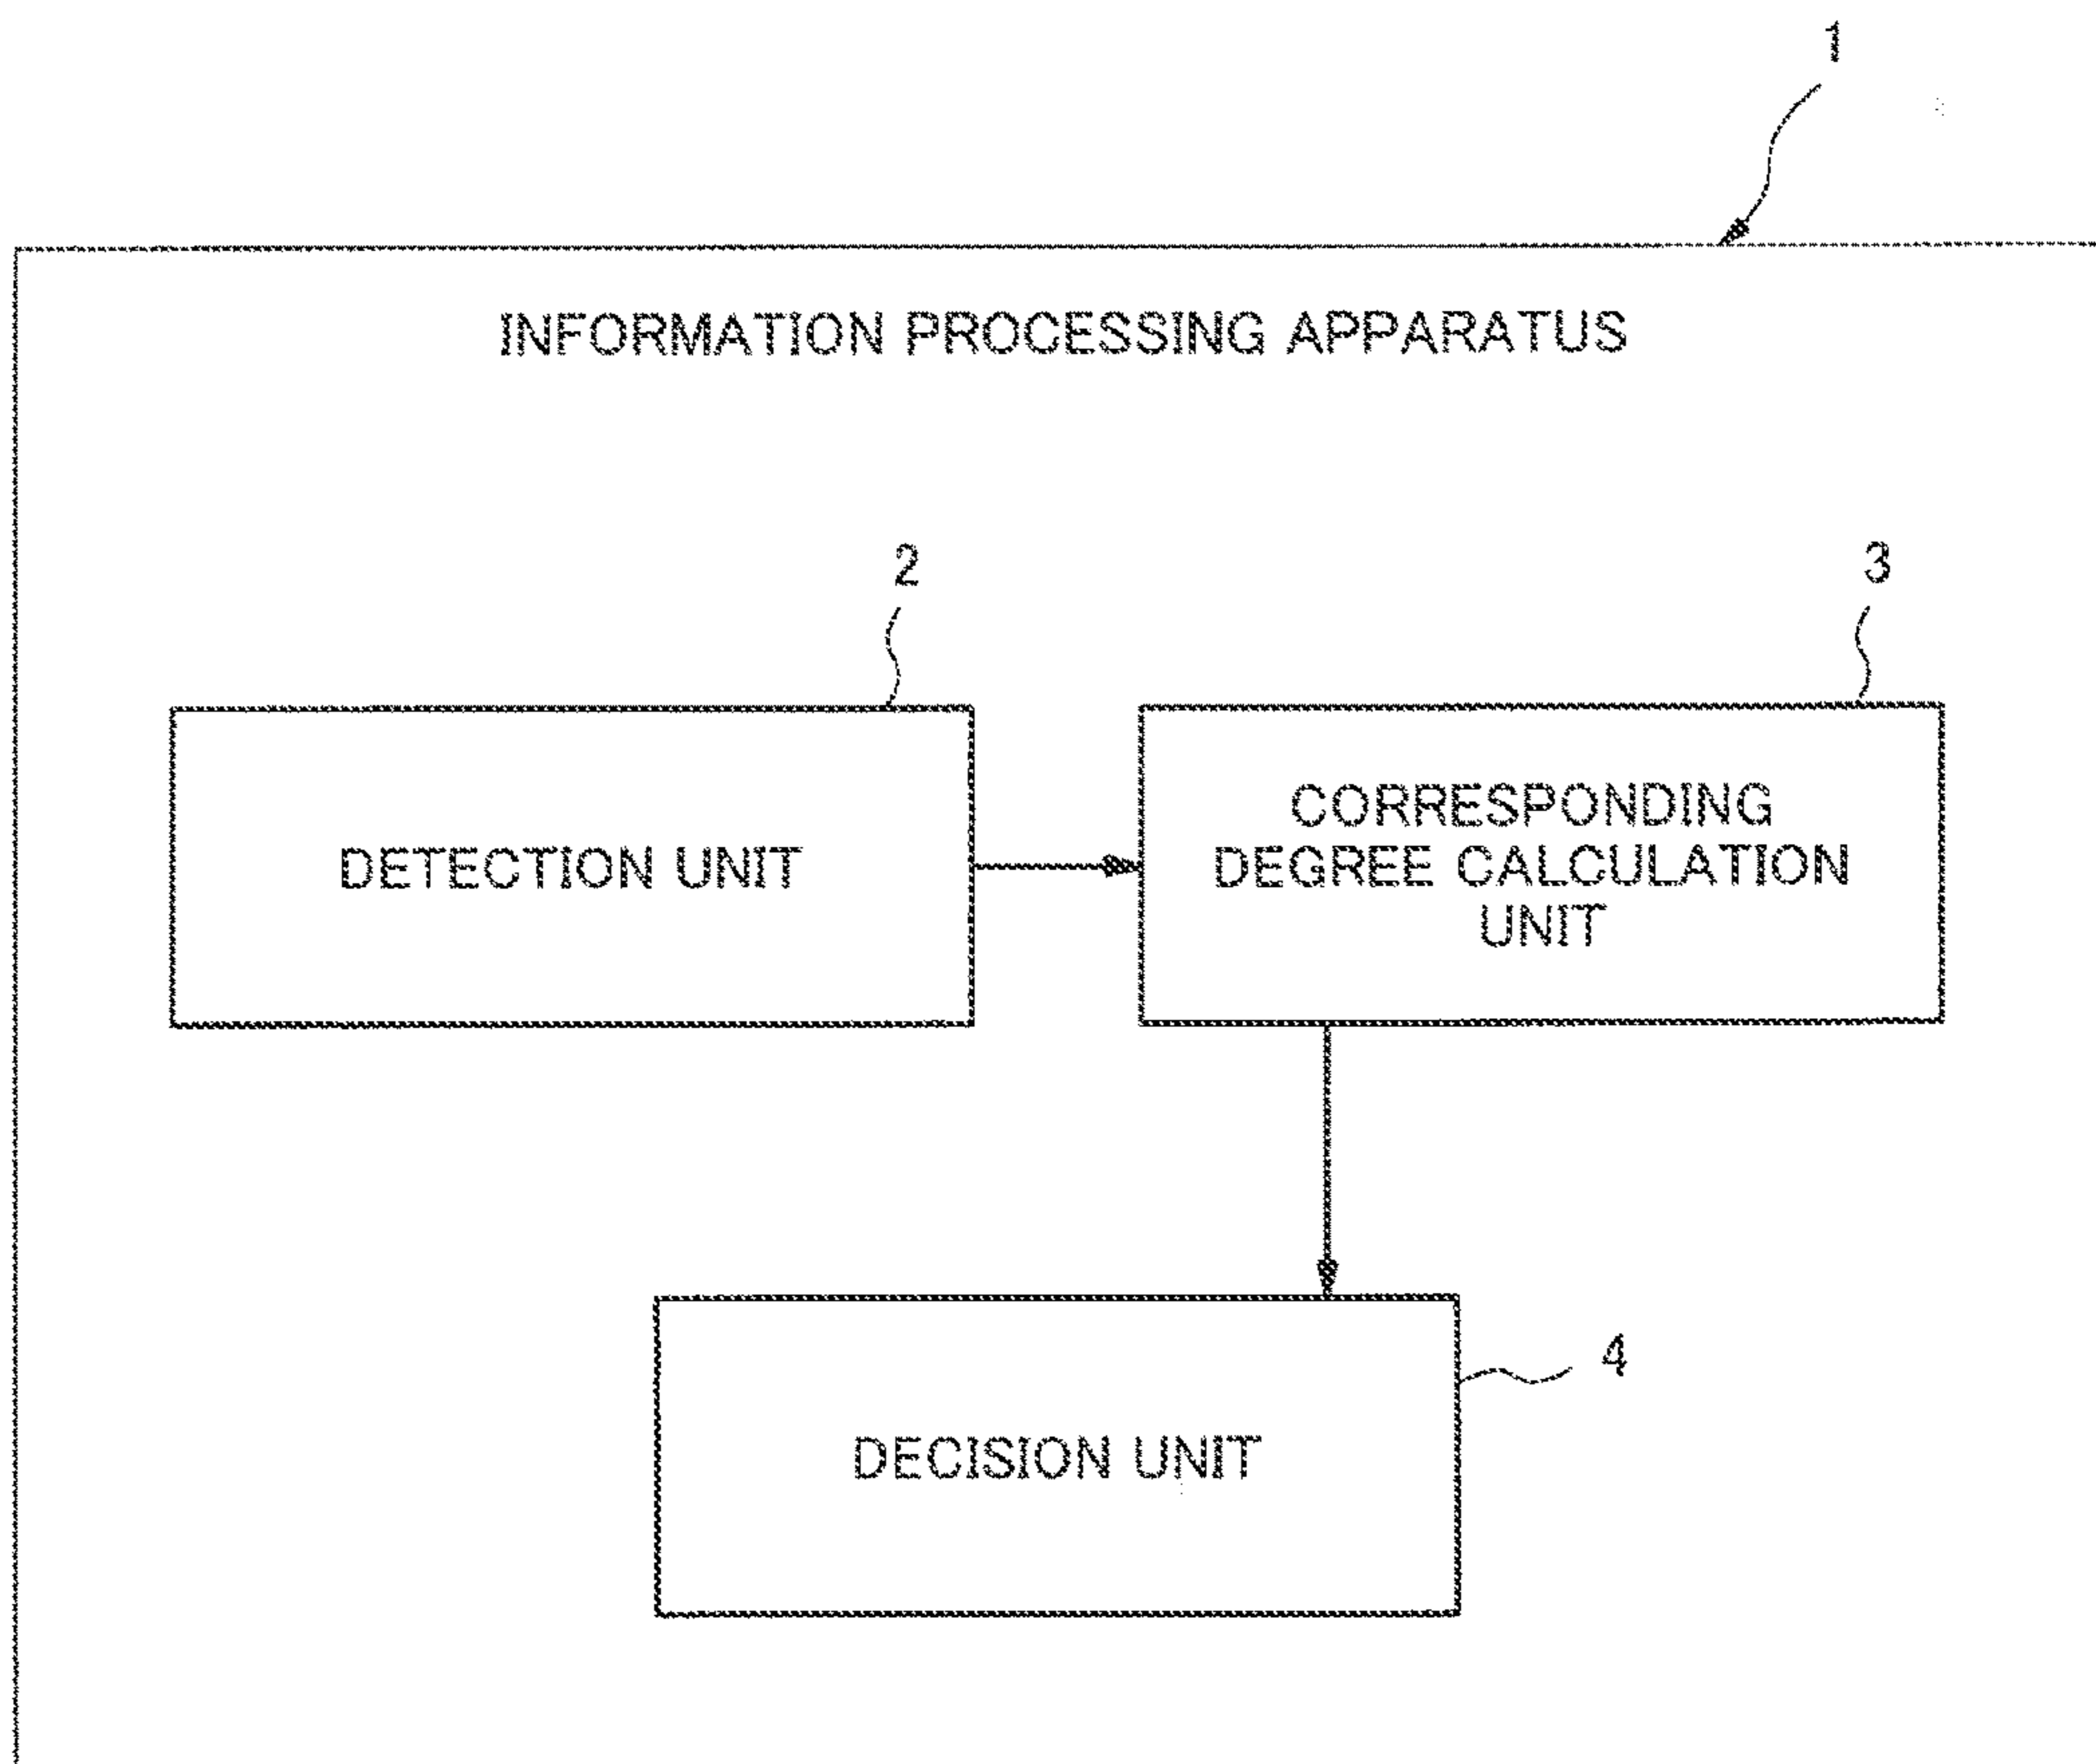 1
INFORMATION PROCESSING APPARATUS
2
3
DETECTION UNIT
CORRESPONDING
DEGREE CALCULATION
UNIT
4
DECISION UNIT